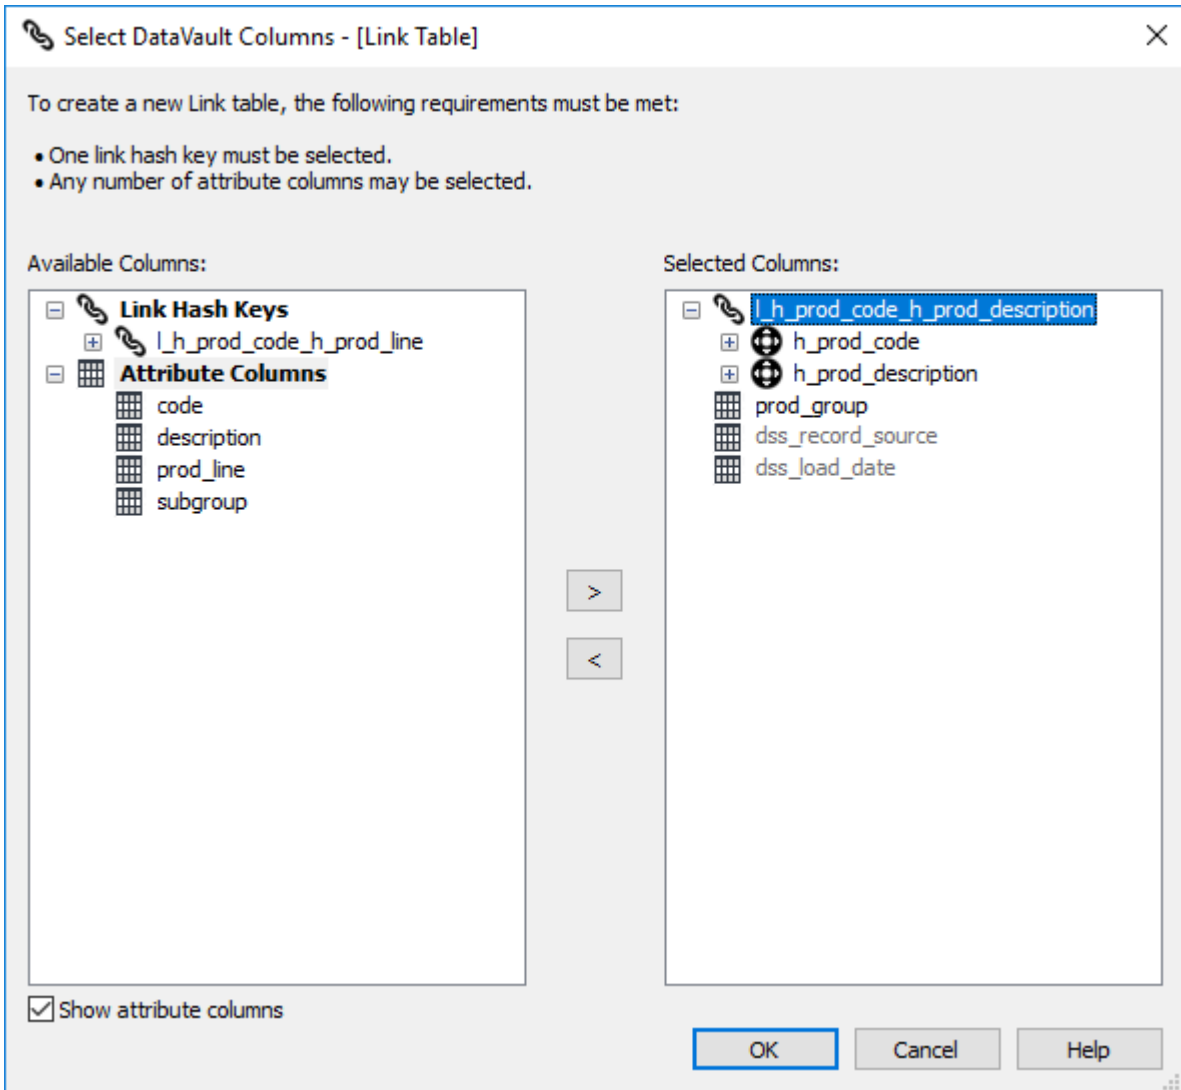 Select DataVault Columns - [Link Table]
To create a new Link table, the following requirements must be met:
• One link hash key must be selected.
• Any number of attribute columns may be selected.
Available Columns:
Link Hash Keys
l_h_prod_code_h_prod_line
Attribute Columns
code
description
prod_line
subgroup
Show attribute columns
>
<
Selected Columns:
l_h_prod_code_h_prod_description
h_prod_code
h_prod_description
prod_group
dss_record_source
dss_load_date
OK Cancel Help